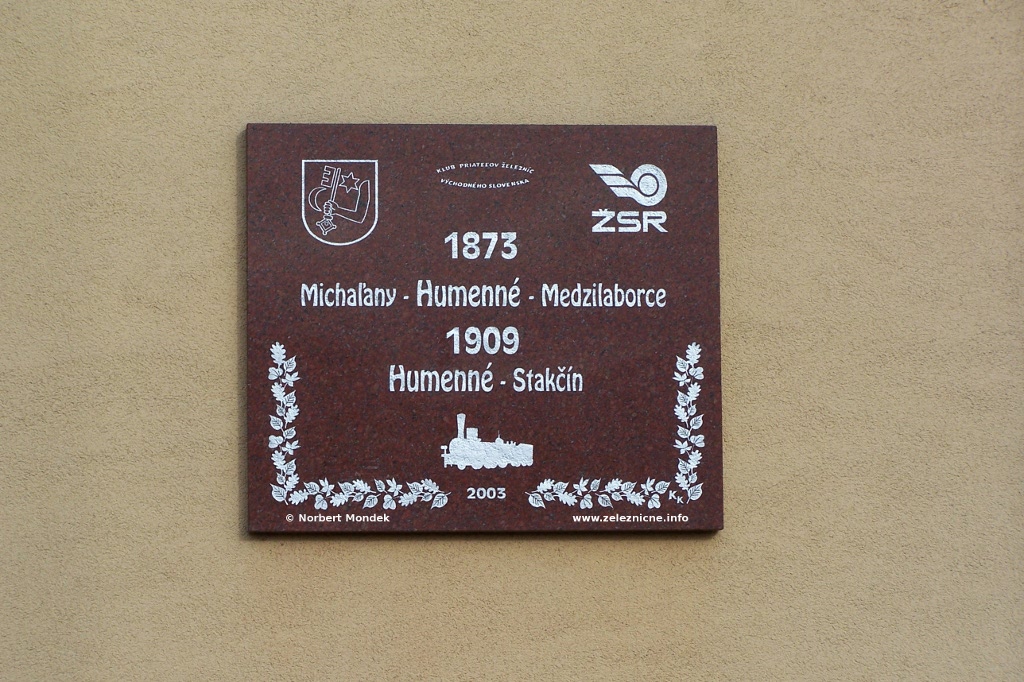 KLUB PRIATEĽOV ŽELEZNÍC
VÝCHODNÉHO SLOVENSKA
ŽSR
1873
Michaľany - Humenné - Medzilaborce
1909
Humenné - Stakčín
2003
KK
© Norbert Mondek
www.zeleznicne.info